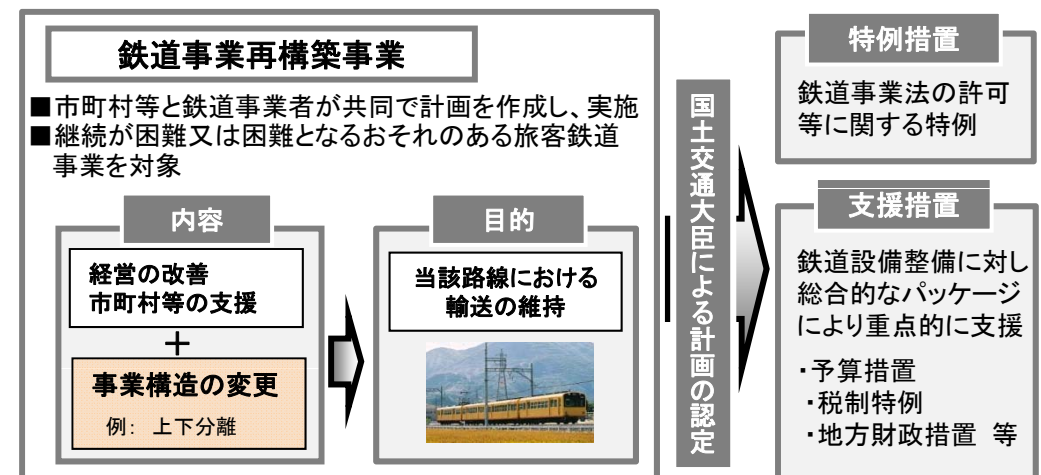 鉄道事業再構築事業
■市町村等と鉄道事業者が共同で計画を作成し、実施
■継続が困難又は困難となるおそれのある旅客鉄道
事業を対象
内容
経営の改善
市町村等の支援
＋
事業構造の変更
例： 上下分離
目的
当該路線における
輸送の維持
国土交通大臣による計画の認定
特例措置
鉄道事業法の許可
等に関する特例
支援措置
鉄道設備整備に対し
総合的なパッケージ
により重点的に支援
・予算措置
・税制特例
・地方財政措置 等